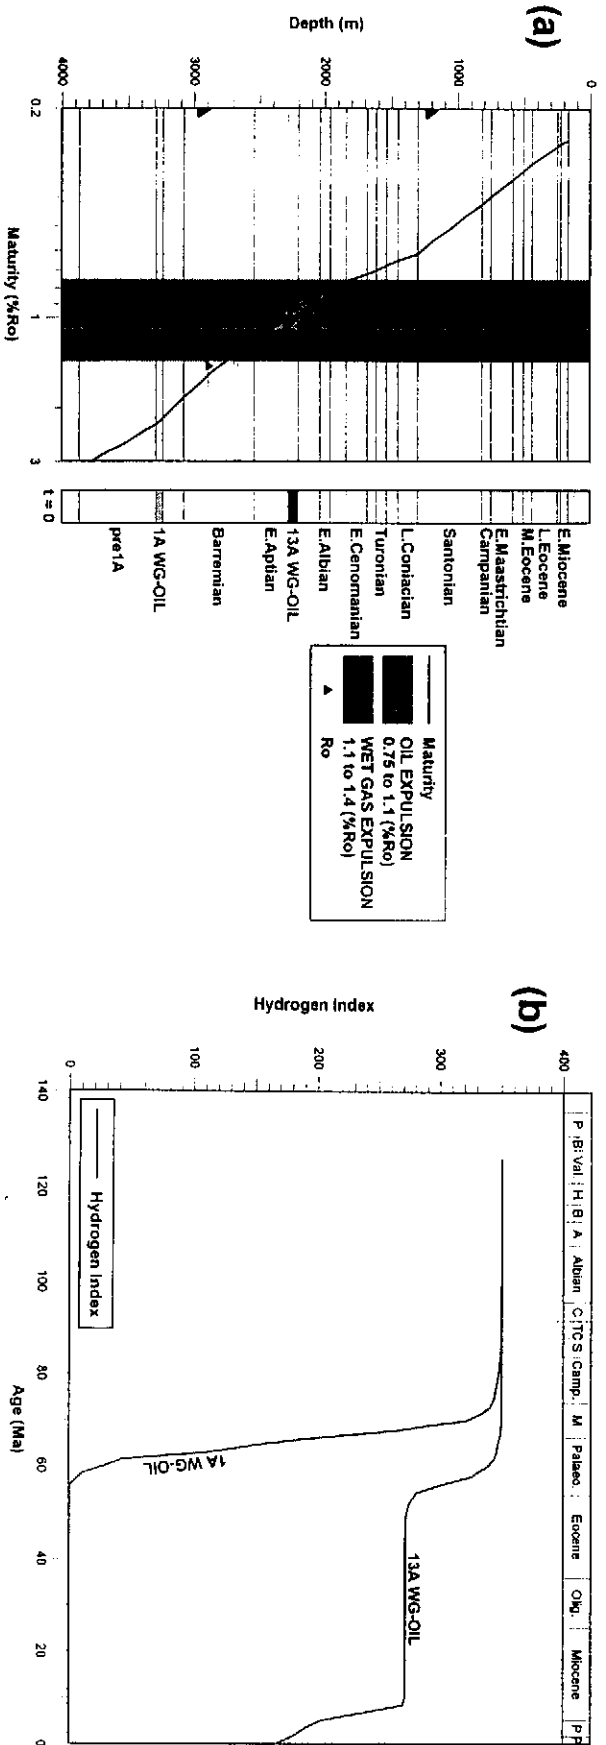 (a)
Depth (m)
0
1000
2000
3000
4000
0.2
1
3
Maturity (%Ro)
t = 0
E.Miocene
L.Eocene
M.Eocene
E.Maastrichtian
Campanian
Santonian
L.Coniacian
Turonian
E.Cenomanian
E.Albian
13A WG-OIL
E.Aptian
Barremian
1A WG-OIL
pre1A
Maturity
OIL EXPULSION
0.75 to 1.1 (%Ro)
WET GAS EXPULSION
1.1 to 1.4 (%Ro)
Ro
(b)
Hydrogen Index
400
300
200
100
0
P Bi Val. H B A Albian C T C S Camp. M Palaeo. Eocene Olig. Miocene P P
13A WG-OIL
1A WG-OIL
Hydrogen Index
140 120 100 80 60 40 20 0
Age (Ma)